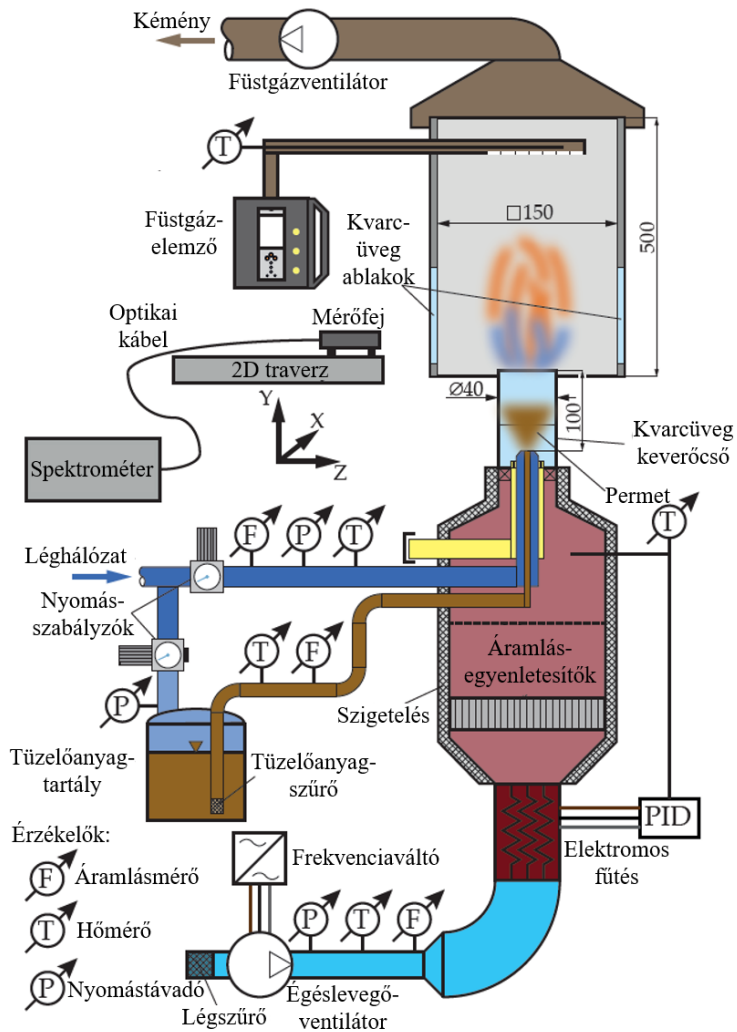 Kémény
Füstgázventilátor
T
Füstgáz-
elemző
Kvarc-
üveg
ablakok
□150
500
Optikai
kábel
Mérőfej
2D traverz
Y
X
Z
Spektrométer
Ø40
100
Kvarcüveg
keverőcső
Permet
T
F
P
T
Léghálózat
Nyomás-
szabályzók
T
F
P
Áramlás-
egyenletesítők
Szigetelés
Tüzelőanyag-
tartály
Tüzelőanyag-
szűrő
PID
Elektromos
fűtés
Érzékelők:
F
Áramlásmérő
T
Hőmérő
P
Nyomástávadó
Frekvenciaváltó
P
T
F
Légszűrő
Égéslevegő-
ventilátor